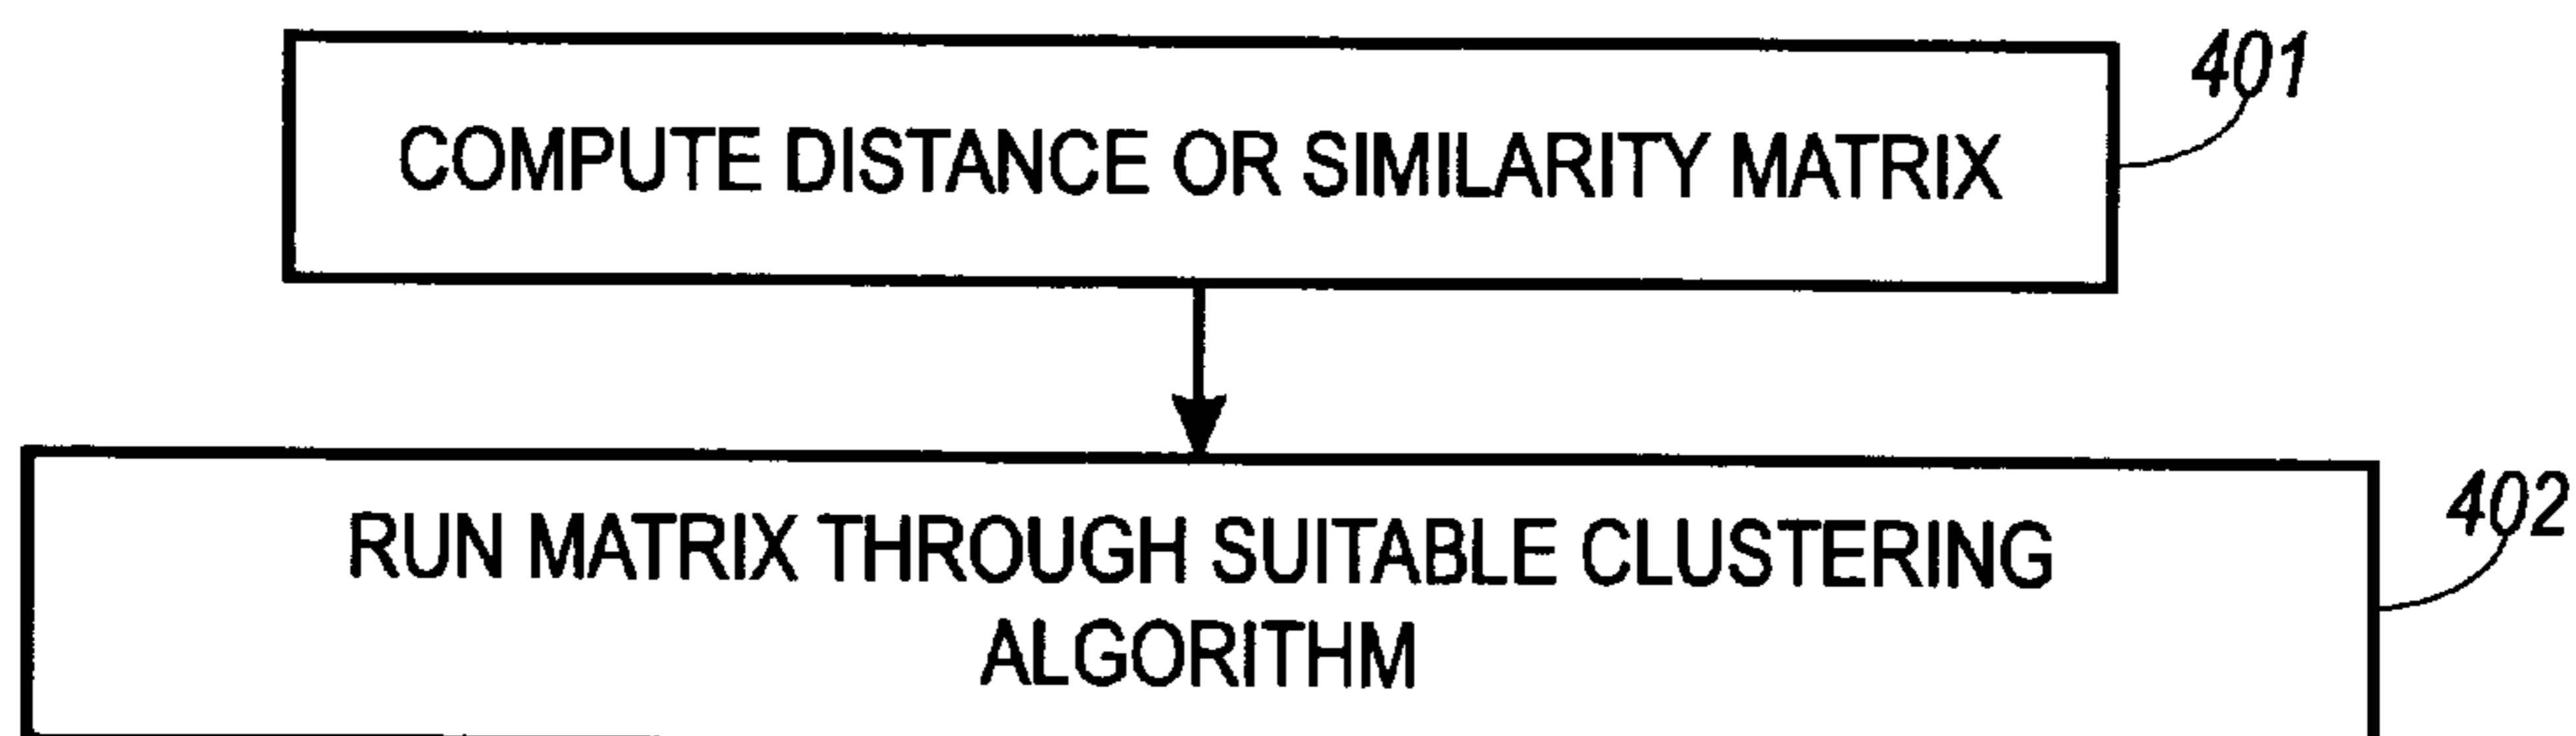 COMPUTE DISTANCE OR SIMILARITY MATRIX
401
RUN MATRIX THROUGH SUITABLE CLUSTERING
ALGORITHM
402